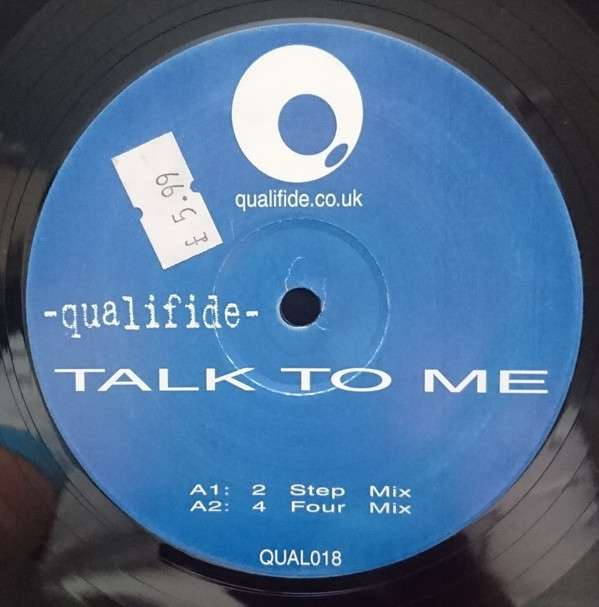 qualifide.co.uk
£ 5.99
-qualifide-
TALK TO ME
A1: 2 Step Mix
A2: 4 Four Mix
QUAL018